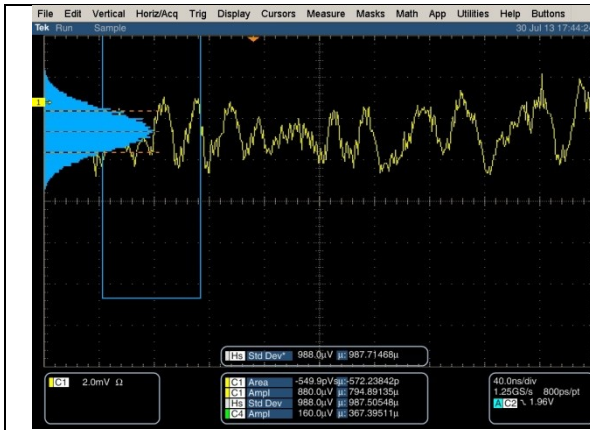 File Edit Vertical Horiz/Acq Trig Display Cursors Measure Masks Math App Utilities Help Buttons
Tek Run Sample 30 Jul 13 17:44:24
1
Hs Std Dev* 988.0µV µ: 987.71468µ
C1 2.0mV Ω
C1 Area -549.9pVs µ: -572.23842p
C1 Ampl 880.0µV µ: 794.89135µ
Hs Std Dev 988.0µV µ: 987.50548µ
C4 Ampl 160.0µV µ: 367.39511µ
40.0ns/div
1.25GS/s 800ps/pt
A C2 1.96V